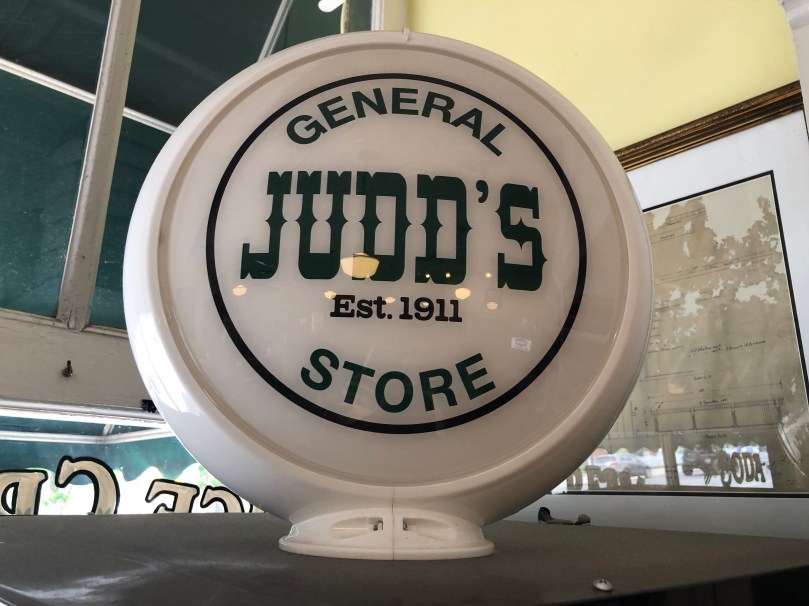 GENERAL
JUDD'S
Est. 1911
STORE